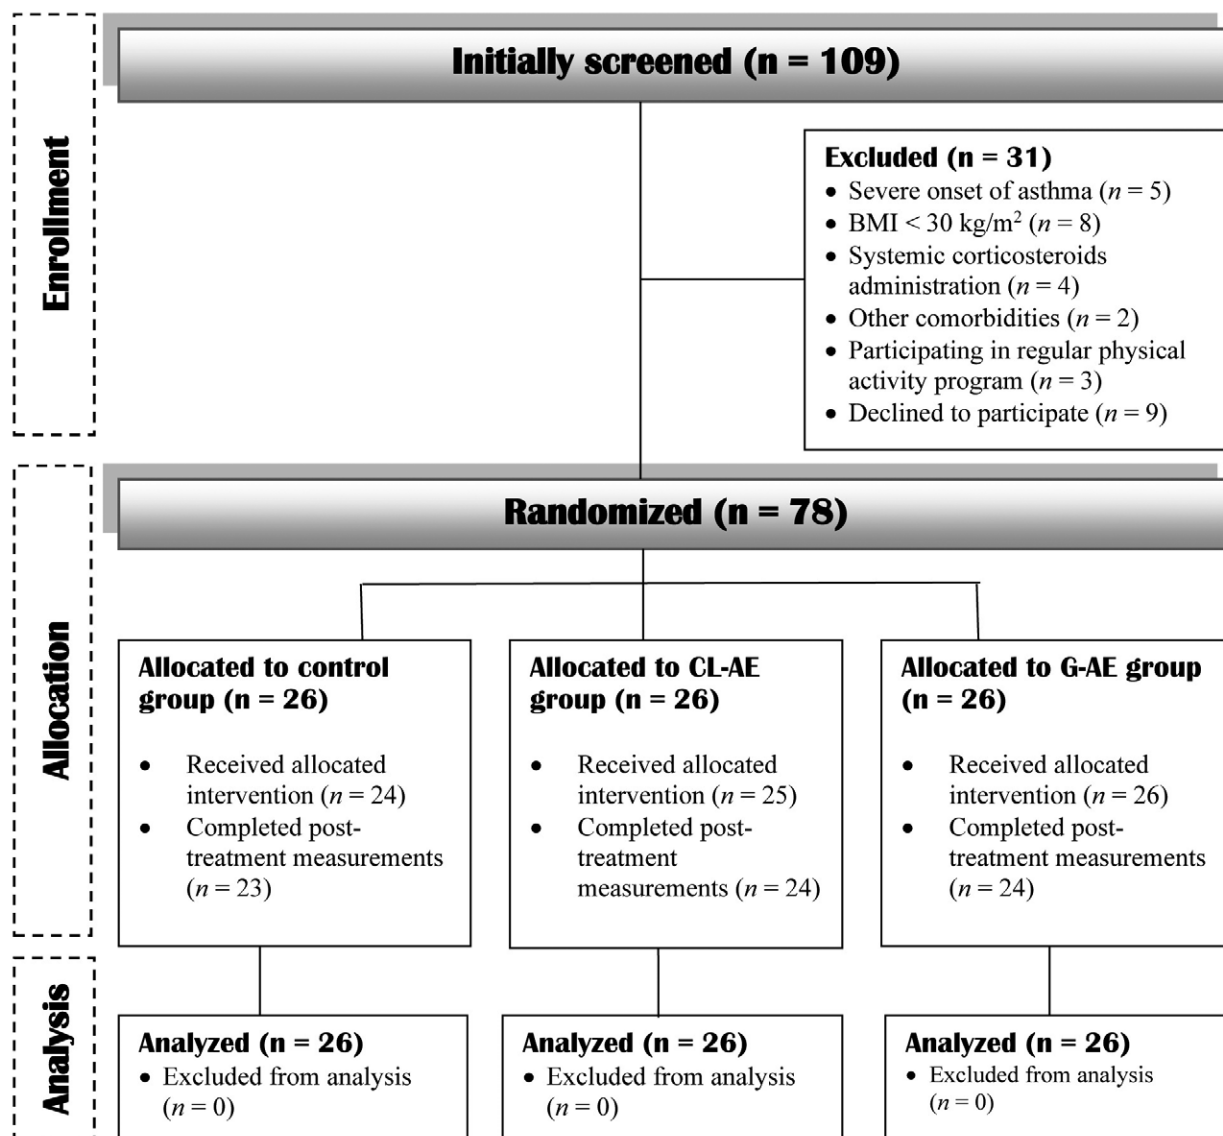 Enrollment
Initially screened (n = 109)
Excluded (n = 31)
• Severe onset of asthma (n = 5)
• BMI < 30 kg/m² (n = 8)
• Systemic corticosteroids
administration (n = 4)
• Other comorbidities (n = 2)
• Participating in regular physical
activity program (n = 3)
• Declined to participate (n = 9)
Allocation
Randomized (n = 78)
Allocated to control
group (n = 26)
• Received allocated
intervention (n = 24)
• Completed post-
treatment measurements
(n = 23)
Allocated to CL-AE
group (n = 26)
• Received allocated
intervention (n = 25)
• Completed post-
treatment
measurements (n = 24)
Allocated to G-AE group
(n = 26)
• Received allocated
intervention (n = 26)
• Completed post-
treatment measurements
(n = 24)
Analysis
Analyzed (n = 26)
• Excluded from analysis
(n = 0)
Analyzed (n = 26)
• Excluded from analysis
(n = 0)
Analyzed (n = 26)
• Excluded from analysis
(n = 0)